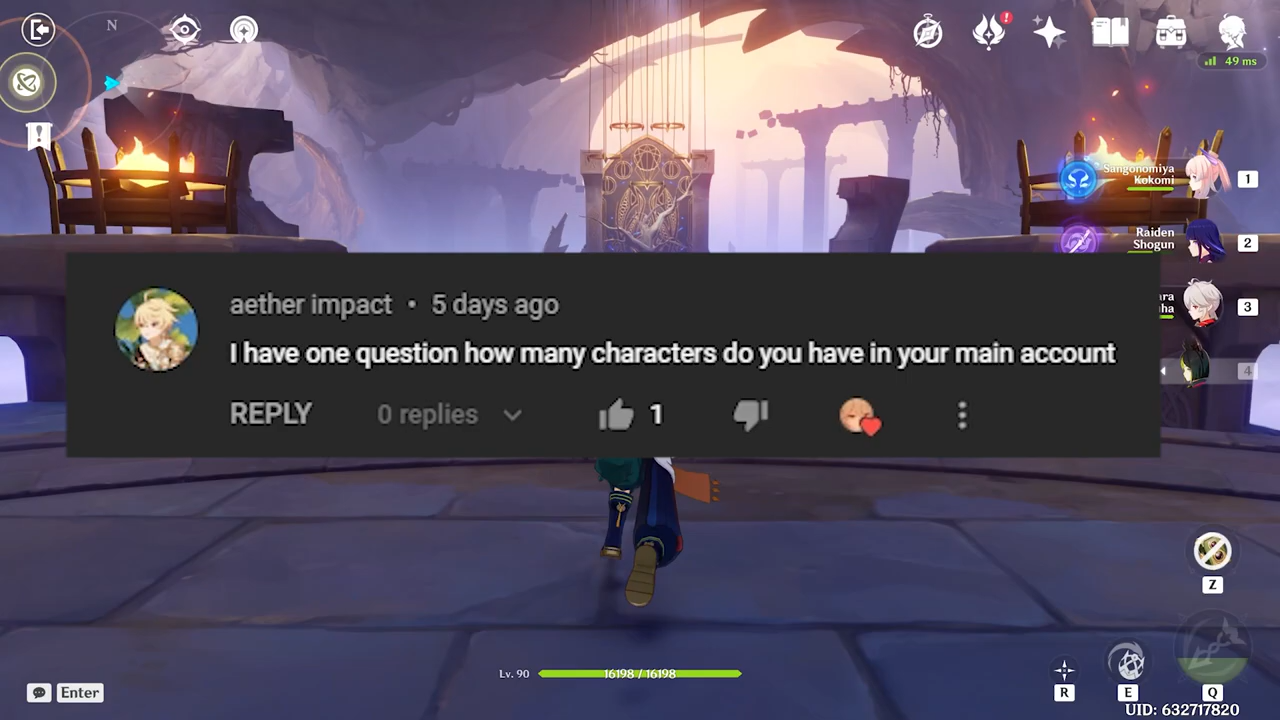 N
49 ms
Sangonomiya
Kokomi
1
Raiden
Shogun
2
ra
ha
3
4
aether impact • 5 days ago
I have one question how many characters do you have in your main account
REPLY 0 replies 1
Z
Lv. 90 16198 / 16198
Enter
R E Q
UID: 632717820